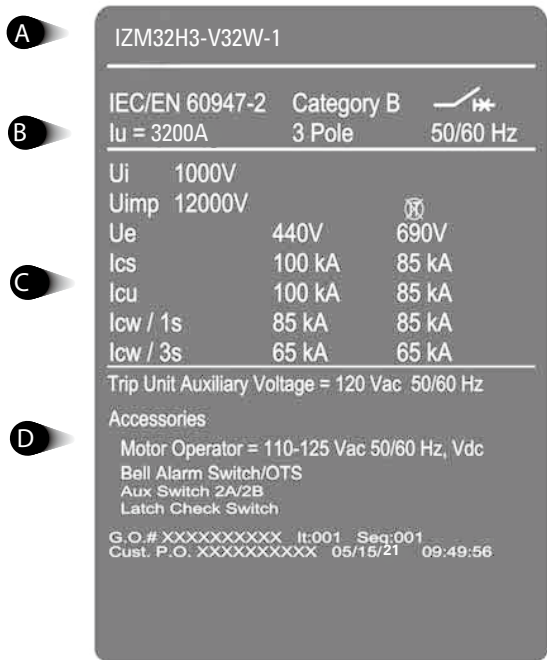 A
IZM32H3-V32W-1
IEC/EN 60947-2 Category B
B
Iu = 3200A 3 Pole 50/60 Hz
Ui 1000V
Uimp 12000V
Ue 440V 690V
Ics 100 kA 85 kA
C
Icu 100 kA 85 kA
Icw / 1s 85 kA 85 kA
Icw / 3s 65 kA 65 kA
Trip Unit Auxiliary Voltage = 120 Vac 50/60 Hz
Accessories
D
Motor Operator = 110-125 Vac 50/60 Hz, Vdc
Bell Alarm Switch/OTS
Aux Switch 2A/2B
Latch Check Switch
G.O.# XXXXXXXXXX It:001 Seq:001
Cust. P.O. XXXXXXXXXX 05/15/21 09:49:56